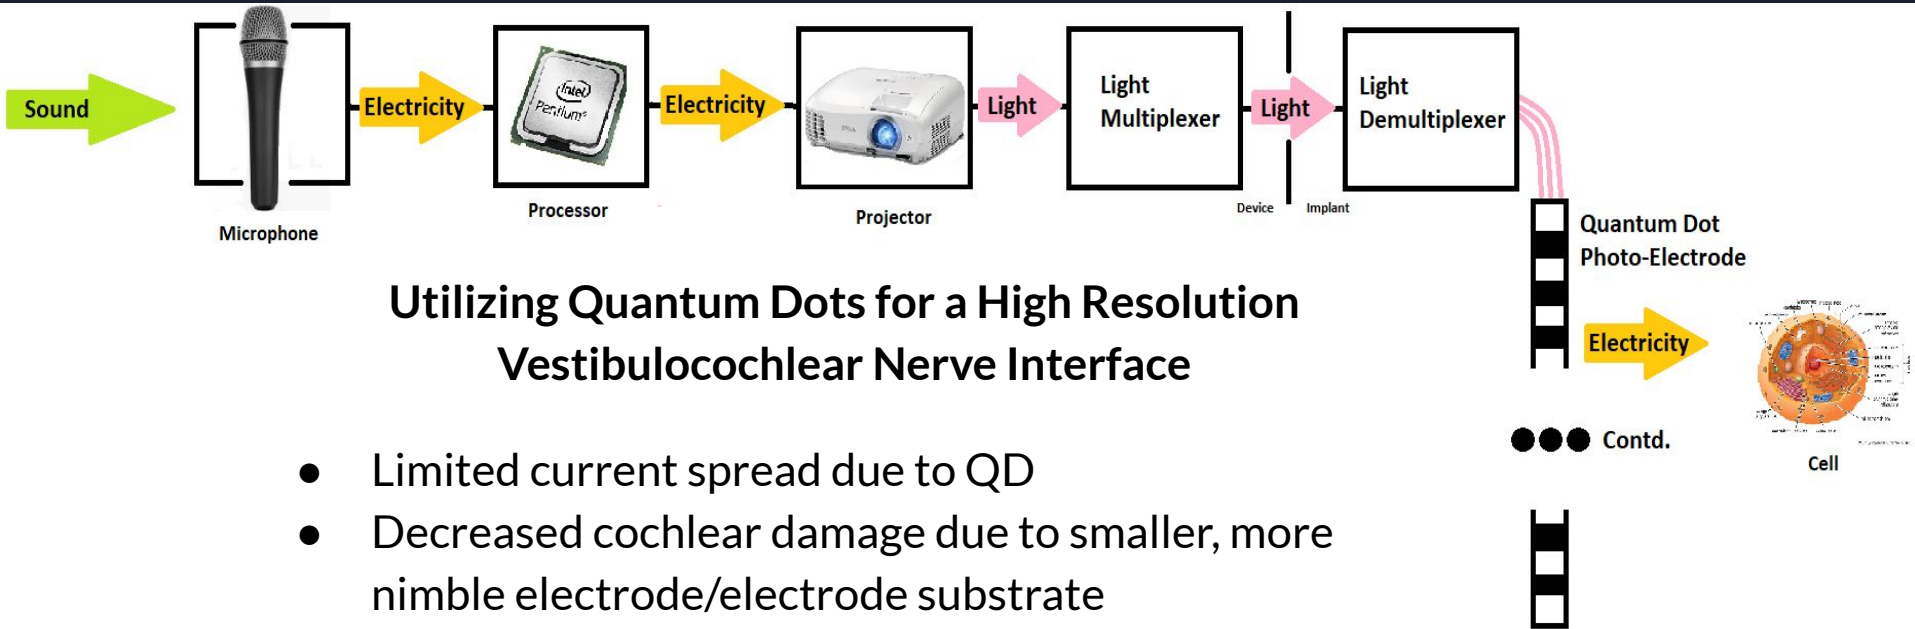 Sound
Electricity
intel
Pentium®
Electricity
Light
Light
Multiplexer
Light
Light
Demultiplexer
Microphone
Processor
Projector
Device
Implant
Quantum Dot
Photo-Electrode
Electricity
Contd.
Cell
Utilizing Quantum Dots for a High Resolution
Vestibulocochlear Nerve Interface
● Limited current spread due to QD
● Decreased cochlear damage due to smaller, more
nimble electrode/electrode substrate